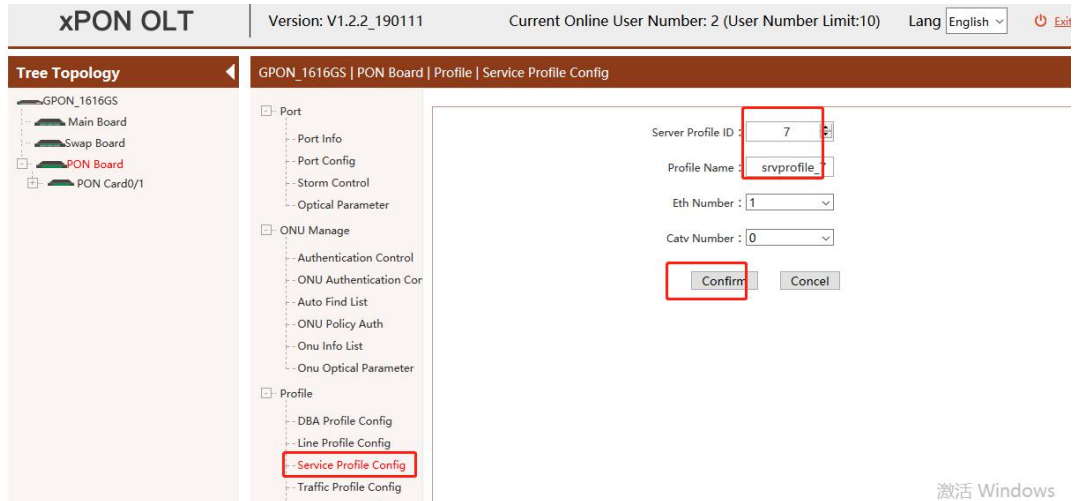 xPON OLT
Version: V1.2.2_190111
Current Online User Number: 2 (User Number Limit:10)
Lang English
Exit
Tree Topology
GPON_1616GS
Main Board
Swap Board
PON Board
PON Card0/1
GPON_1616GS | PON Board | Profile | Service Profile Config
Port
Port Info
Port Config
Storm Control
Optical Parameter
ONU Manage
Authentication Control
ONU Authentication Con
Auto Find List
ONU Policy Auth
Onu Info List
Onu Optical Parameter
Profile
DBA Profile Config
Line Profile Config
Service Profile Config
Traffic Profile Config
Server Profile ID : 7
Profile Name : srvprofile_7
Eth Number : 1
Catv Number : 0
Confirm Concel
激活 Windows